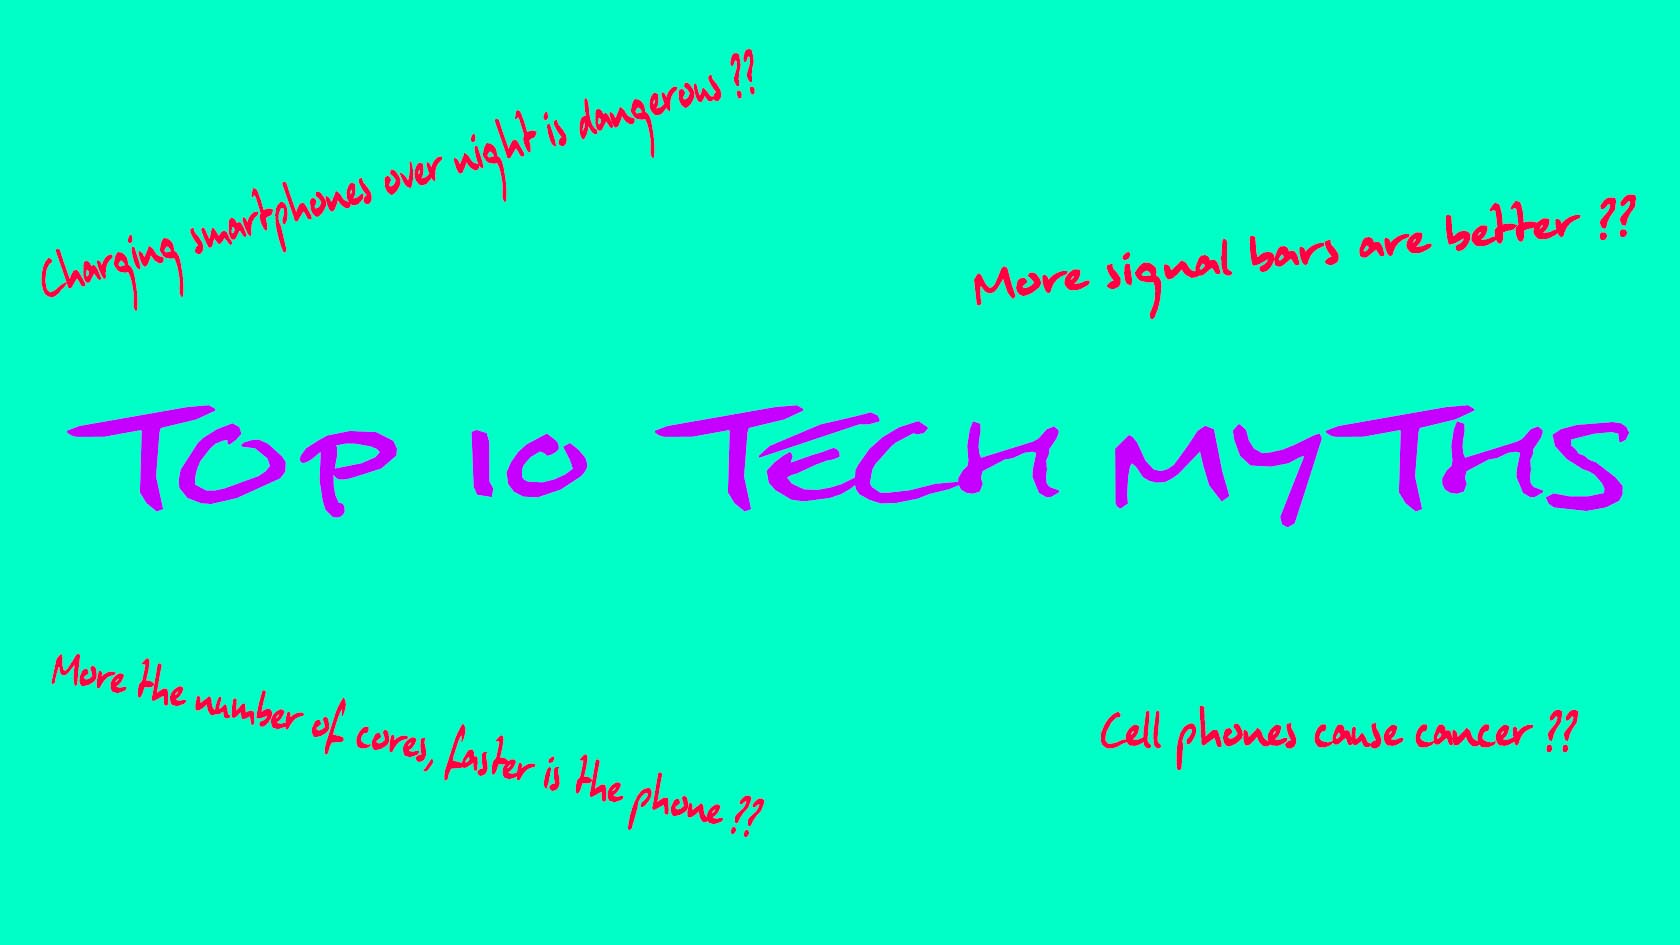 Charging smartphones over night is dangerous ??
More signal bars are better ??
TOP 10 TECH MYTHS
More the number of cores, faster is the phone ??
Cell phones cause cancer ??